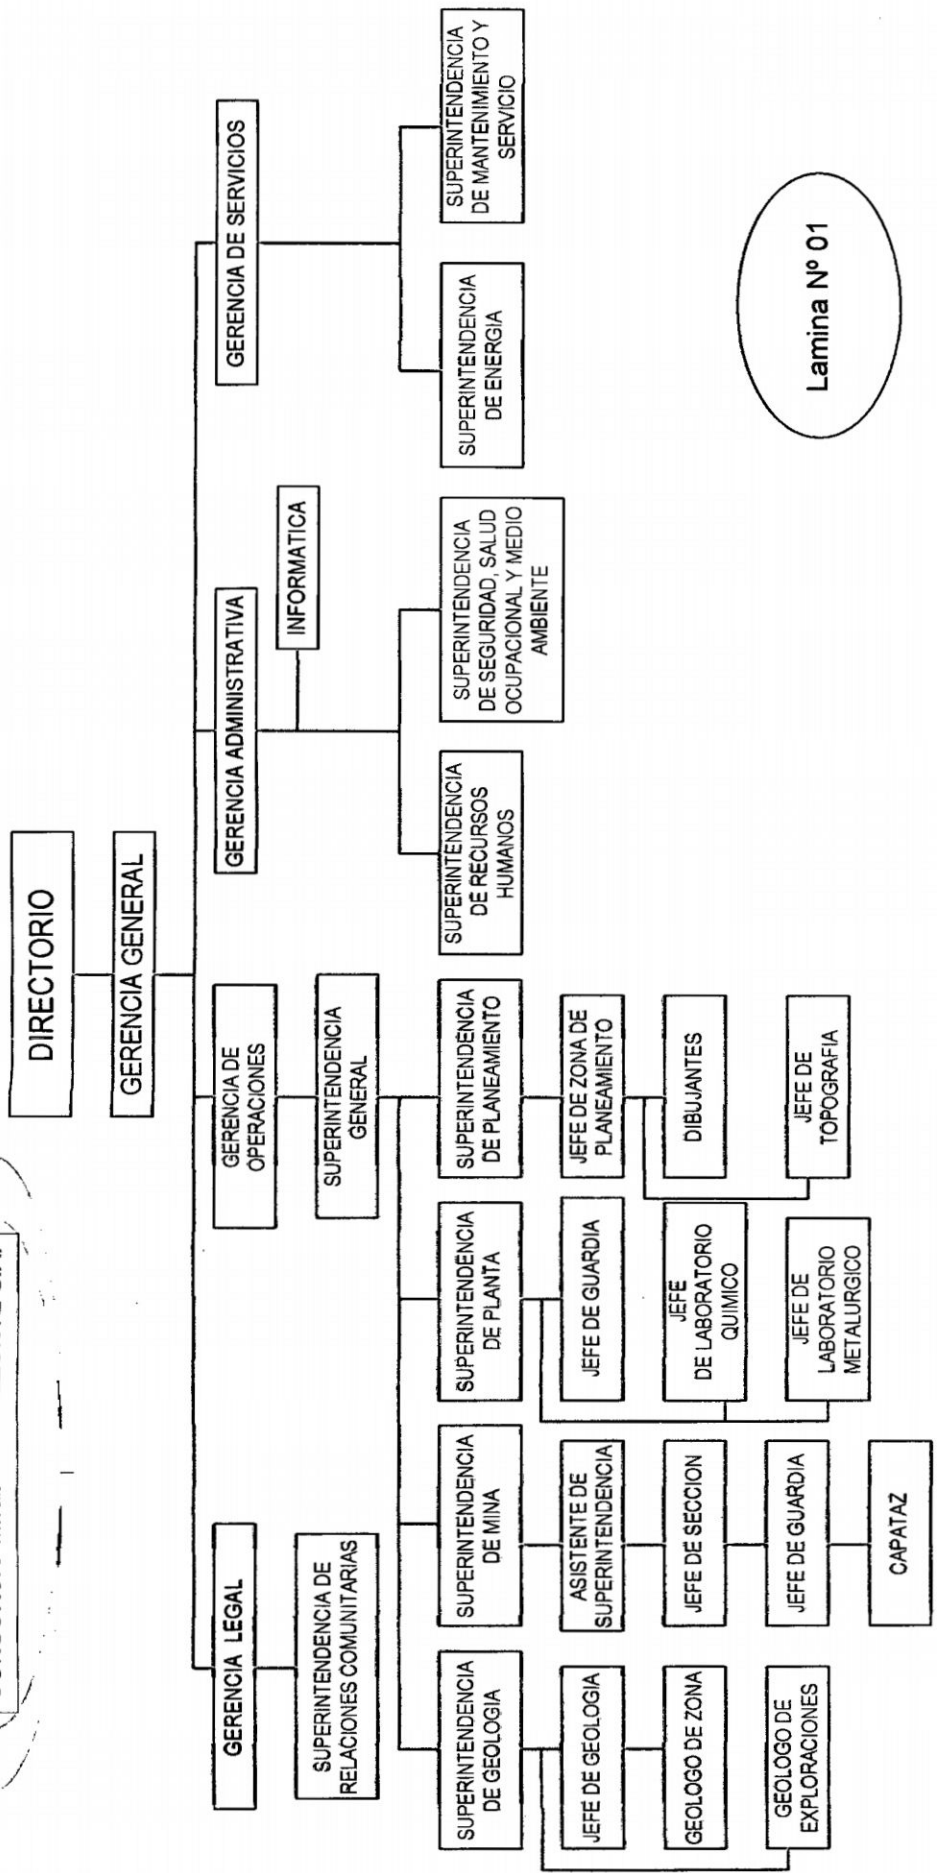 DIRECTORIO
GERENCIA GENERAL
GERENCIA LEGAL
GERENCIA DE
OPERACIONES
GERENCIA ADMINISTRATIVA
GERENCIA DE SERVICIOS
SUPERINTENDENCIA DE
RELACIONES COMUNITARIAS
SUPERINTENDENCIA
GENERAL
INFORMATICA
SUPERINTENDENCIA
DE GEOLOGIA
SUPERINTENDENCIA
DE MINA
SUPERINTENDENCIA
DE PLANTA
SUPERINTENDENCIA
DE PLANEAMIENTO
SUPERINTENDENCIA
DE RECURSOS
HUMANOS
SUPERINTENDENCIA
DE SEGURIDAD, SALUD
OCUPACIONAL Y MEDIO
AMBIENTE
SUPERINTENDENCIA
DE ENERGIA
SUPERINTENDENCIA
DE MANTENIMIENTO Y
SERVICIO
JEFE DE GEOLOGIA
ASISTENTE DE
SUPERINTENDENCIA
JEFE DE GUARDIA
JEFE DE ZONA DE
PLANEAMIENTO
GEOLOGO DE ZONA
JEFE DE SECCION
JEFE
DE LABORATORIO
QUIMICO
DIBUJANTES
GEOLOGO DE
EXPLORACIONES
JEFE DE GUARDIA
JEFE DE
LABORATORIO
METALURGICO
JEFE DE
TOPOGRAFIA
CAPATAZ
Lamina Nº 01